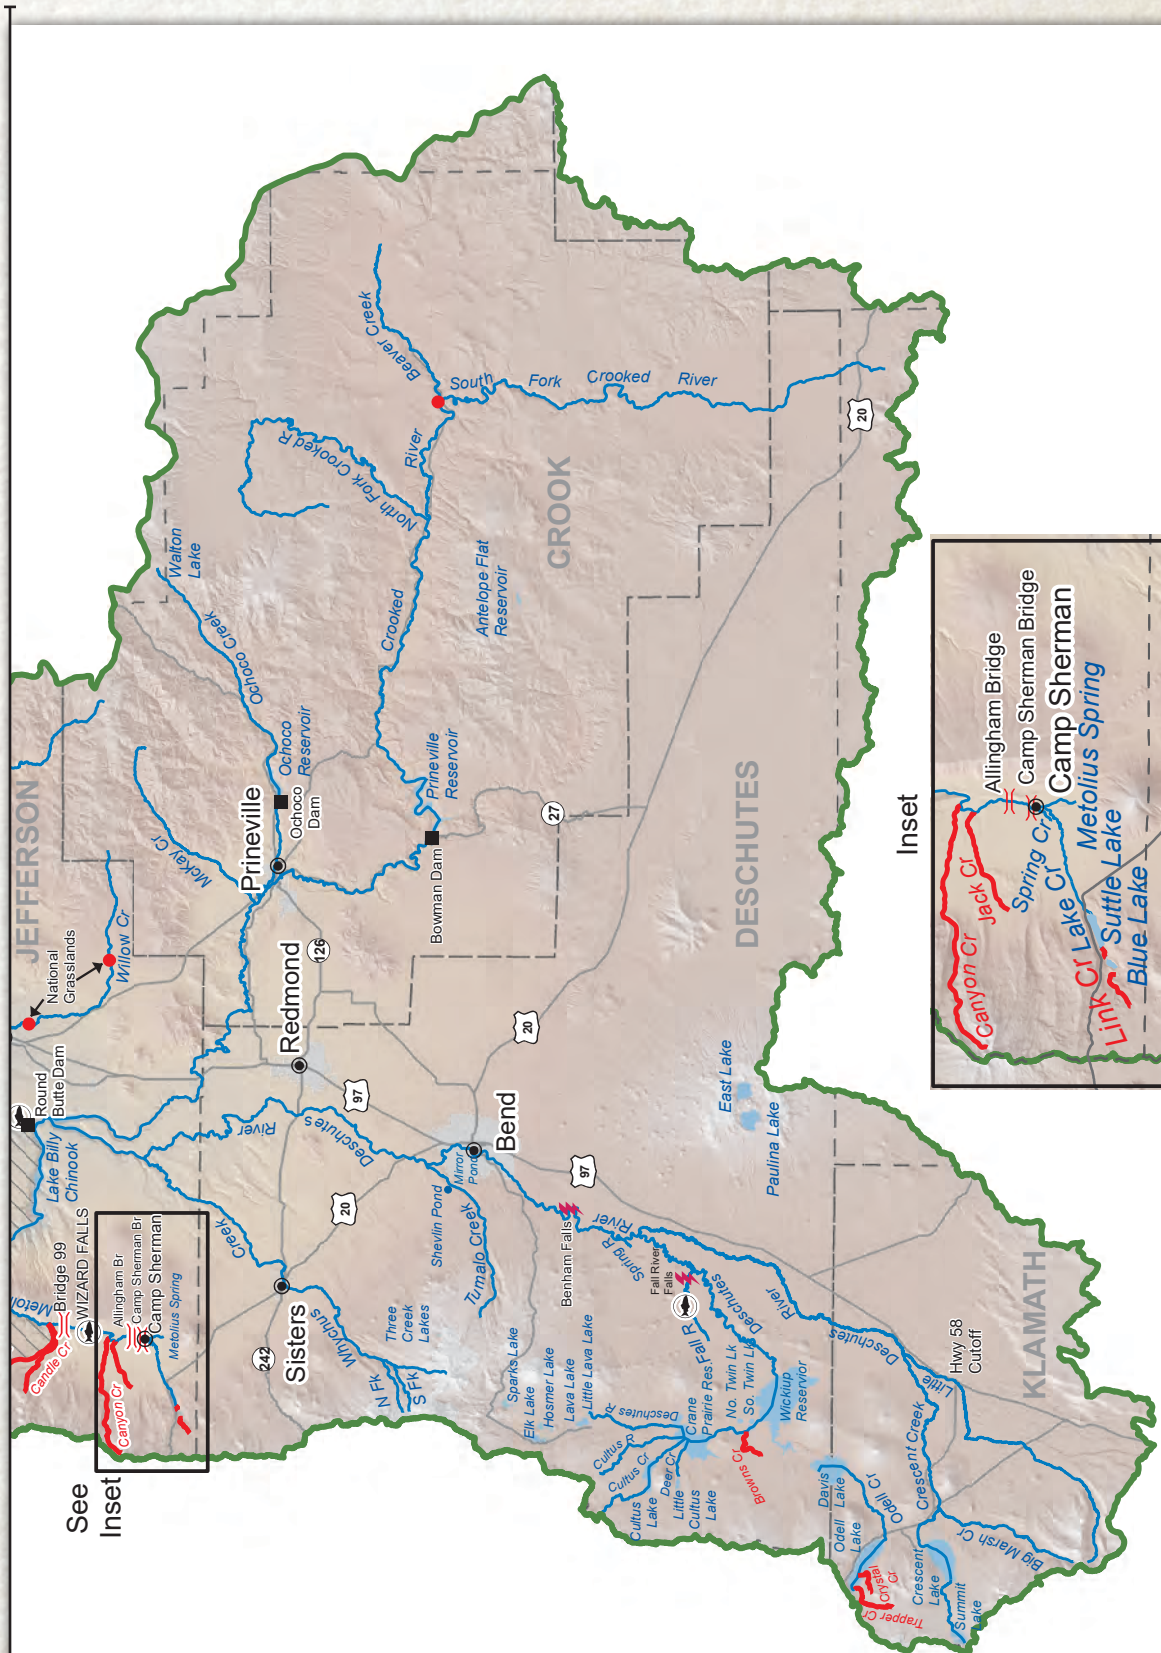 JEFFERSON
National
Grasslands
Willow Cr
Round
Butte Dam
Lake Billy
Chinook
Bridge 99
WIZARD FALLS
Allingham Br
Camp Sherman Br
Camp Sherman
Metolius Spring
Candle Cr
Canyon Cr
See
Inset
McKay Cr
Prineville
Ochoco
Dam
Ochoco
Reservoir
Ochoco Creek
Walton
Lake
North Fork Crooked R
Beaver Creek
South Fork Crooked River
Crooked
River
CROOK
Antelope Flat
Reservoir
Prineville
Reservoir
Bowman Dam
27
126
Redmond
97
20
River
Deschutes
Creek
Sisters
242
20
Whychus
N Fk
S Fk
Three
Creek
Lakes
Tumalo Creek
Shevlin Pond
Mirror
Pond
Bend
20
DESCHUTES
East Lake
Paulina Lake
97
Benham Falls
River
Spring R
Fall River
Falls
Fall R
Deschutes
Sparks Lake
Elk Lake
Hosmer Lake
Lava Lake
Little Lava Lake
Deschutes R
Cultus R
Cultus Cr
Deer Cr
Cultus
Lake
Little
Cultus
Lake
Crane
Prairie Res.
No. Twin Lk
So. Twin Lk
Wickiup
Reservoir
Browns Cr
Davis
Lake
Odell
Lake
Odell Cr
Crystal
Cr
Trapper Cr
Crescent
Lake
Summit
Lake
Crescent Creek
Big Marsh Cr
Little
Deschutes
River
Hwy 58
Cutoff
KLAMATH
Inset
Allingham Bridge
Camp Sherman Bridge
Camp Sherman
Metolius Spring
Canyon Cr
Jack Cr
Spring Cr
Lake Cr
Link Cr
Suttle Lake
Blue Lake
20